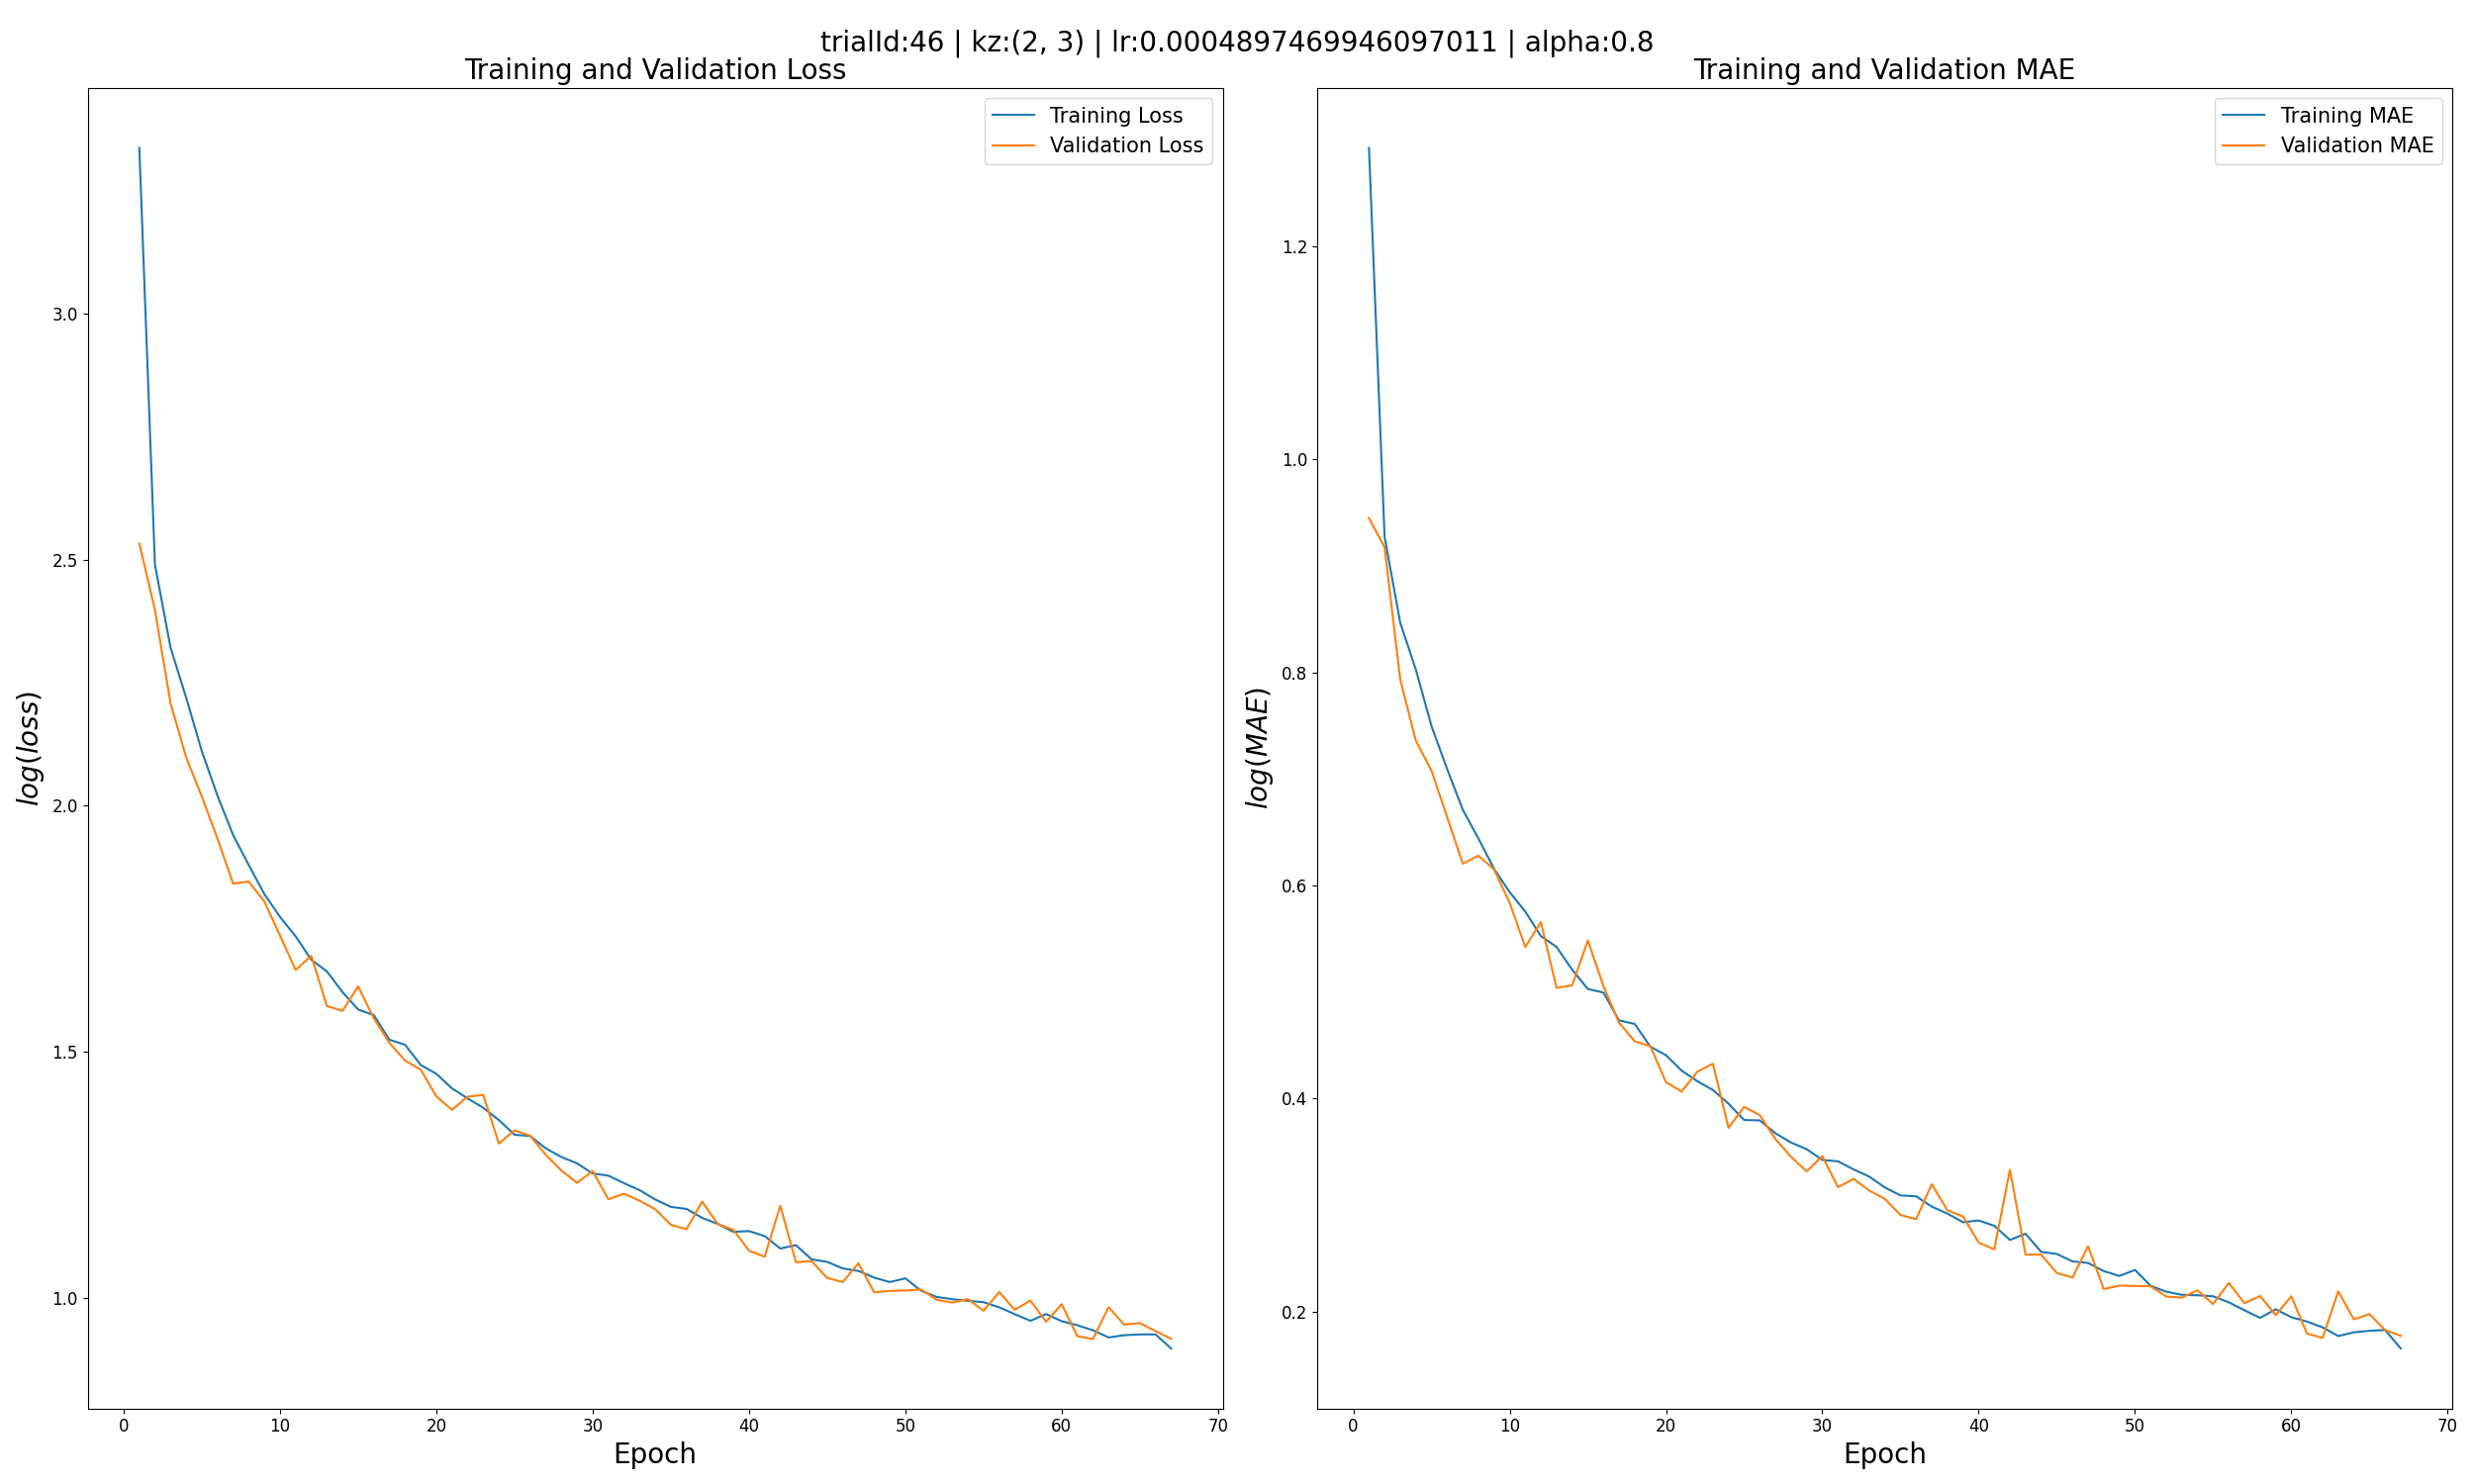 trialId:46 | kz:(2, 3) | lr:0.0004897469946097011 | alpha:0.8
Training and Validation Loss
Training Loss
Validation Loss
log(loss)
3.0
2.5
2.0
1.5
1.0
0 10 20 30 40 50 60 70
Epoch
Training and Validation MAE
Training MAE
Validation MAE
log(MAE)
1.2
1.0
0.8
0.6
0.4
0.2
0 10 20 30 40 50 60 70
Epoch